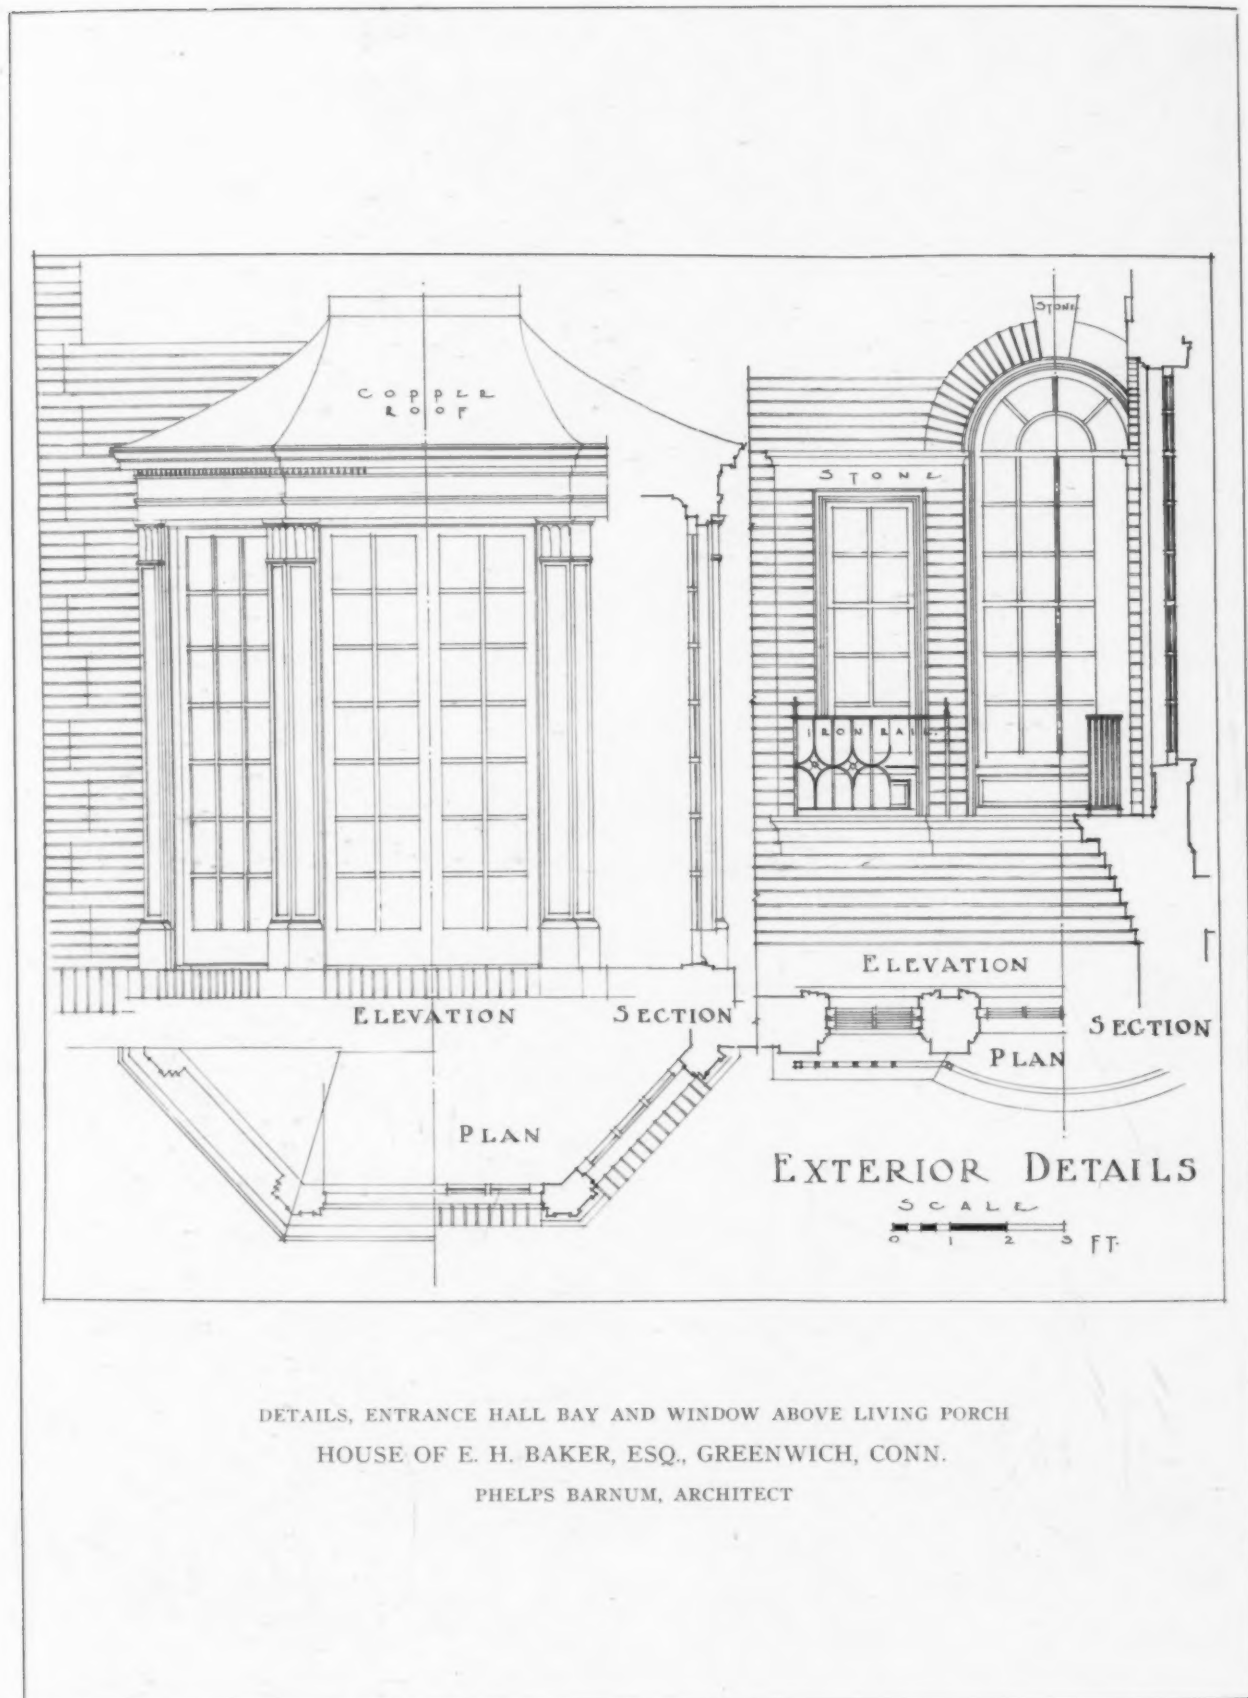 STONE
COPPER
ROOF
STONE
IRON RAIL.
ELEVATION
ELEVATION
SECTION
SECTION
PLAN
PLAN
EXTERIOR DETAILS
SCALE
0 1 2 3 FT.
DETAILS, ENTRANCE HALL BAY AND WINDOW ABOVE LIVING PORCH
HOUSE OF E. H. BAKER, ESQ., GREENWICH, CONN.
PHELPS BARNUM, ARCHITECT